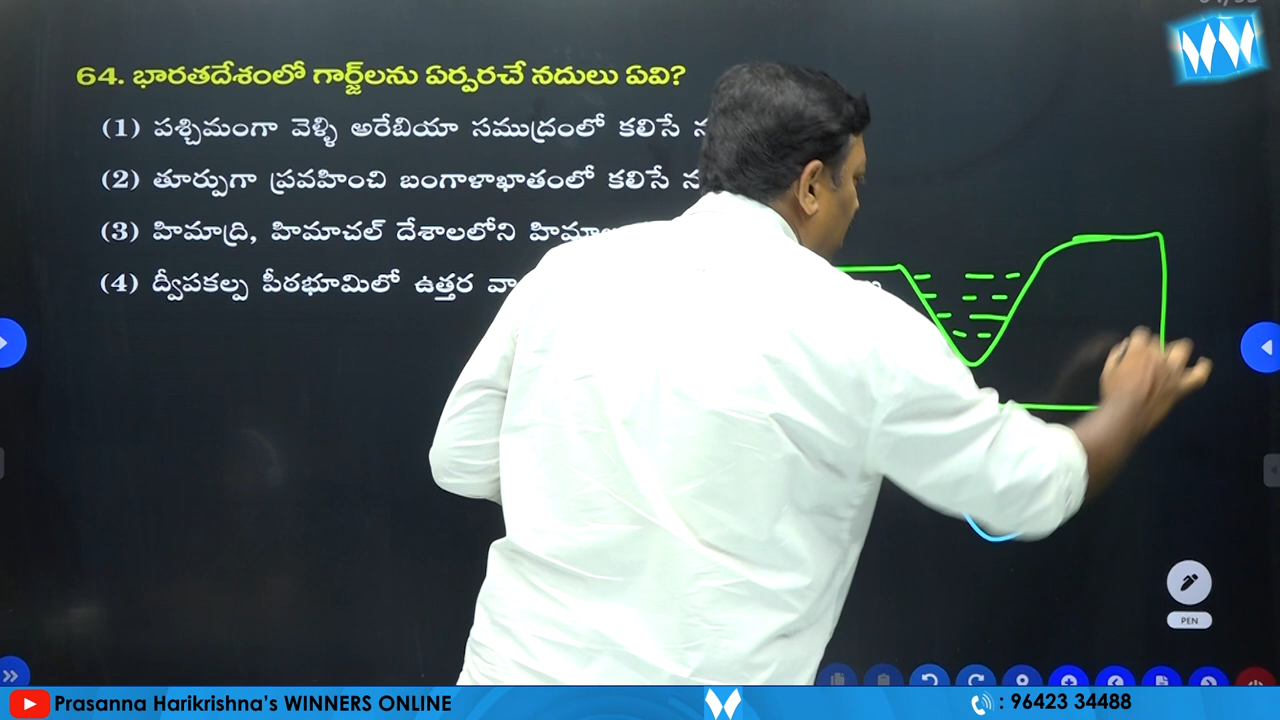 64. భారతదేశంలో గార్జ్‌లను ఏర్పరచే నదులు ఏవి?
(1) పశ్చిమంగా వెళ్ళి అరేబియా సముద్రంలో కలిసే
(2) తూర్పుగా ప్రవహించి బంగాళాఖాతంలో కలిసే
(3) హిమాద్రి, హిమాచల్ దేశాలలోని
(4) ద్వీపకల్ప పీఠభూమిలో ఉత్తర
PEN
Prasanna Harikrishna's WINNERS ONLINE
: 96423 34488